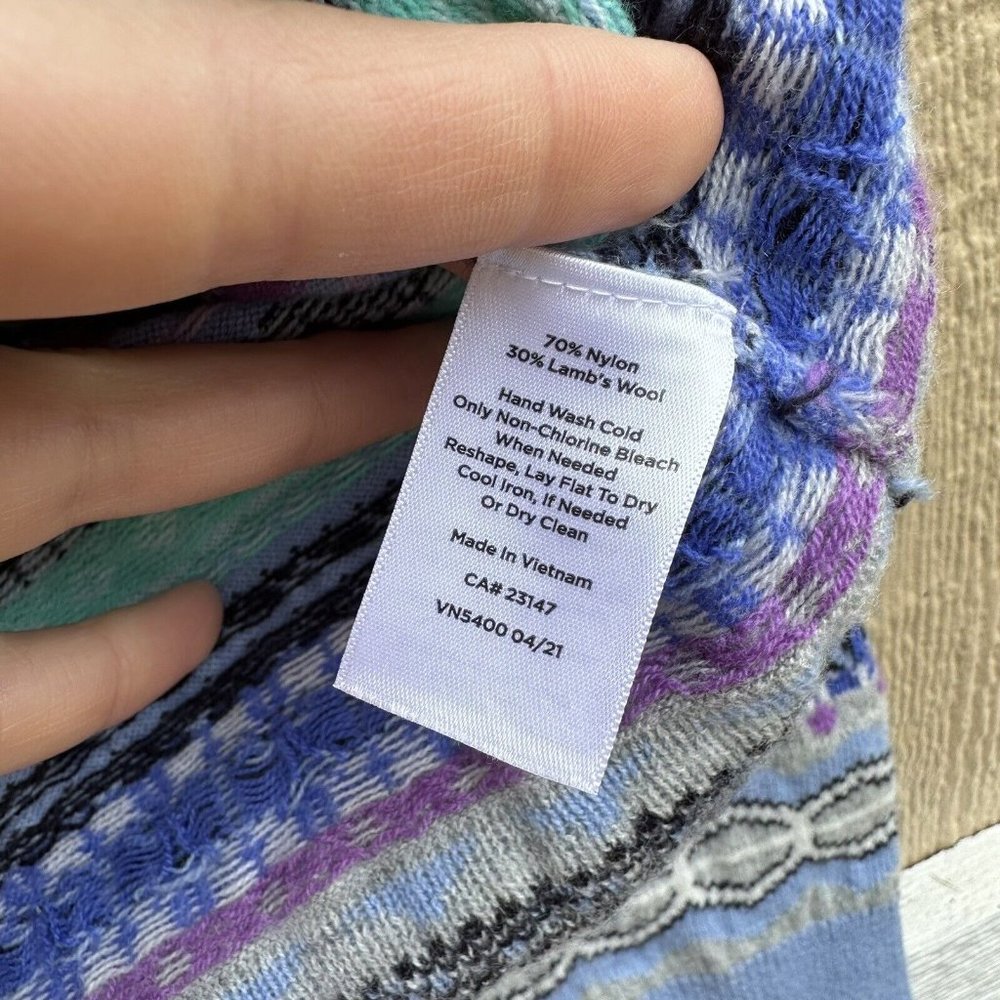 70% Nylon
30% Lamb's Wool
Hand Wash Cold
Only Non-Chlorine Bleach
When Needed
Reshape, Lay Flat To Dry
Cool Iron, If Needed
Or Dry Clean
Made In Vietnam
CA# 23147
VN5400 04/21